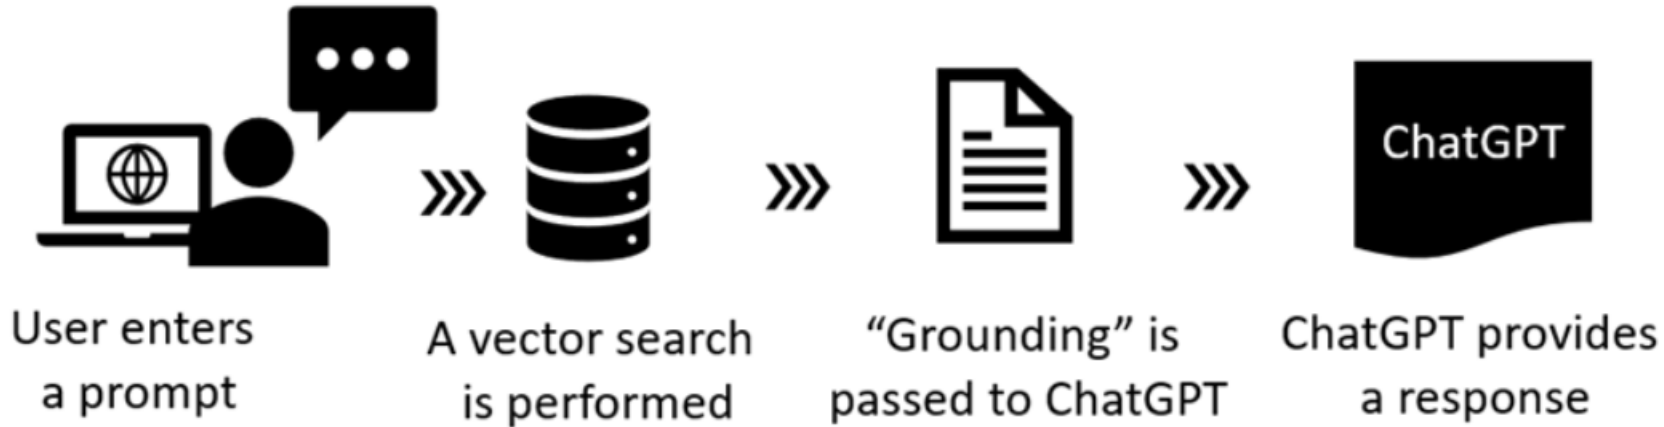 ChatGPT
User enters
a prompt
A vector search
is performed
“Grounding” is
passed to ChatGPT
ChatGPT provides
a response